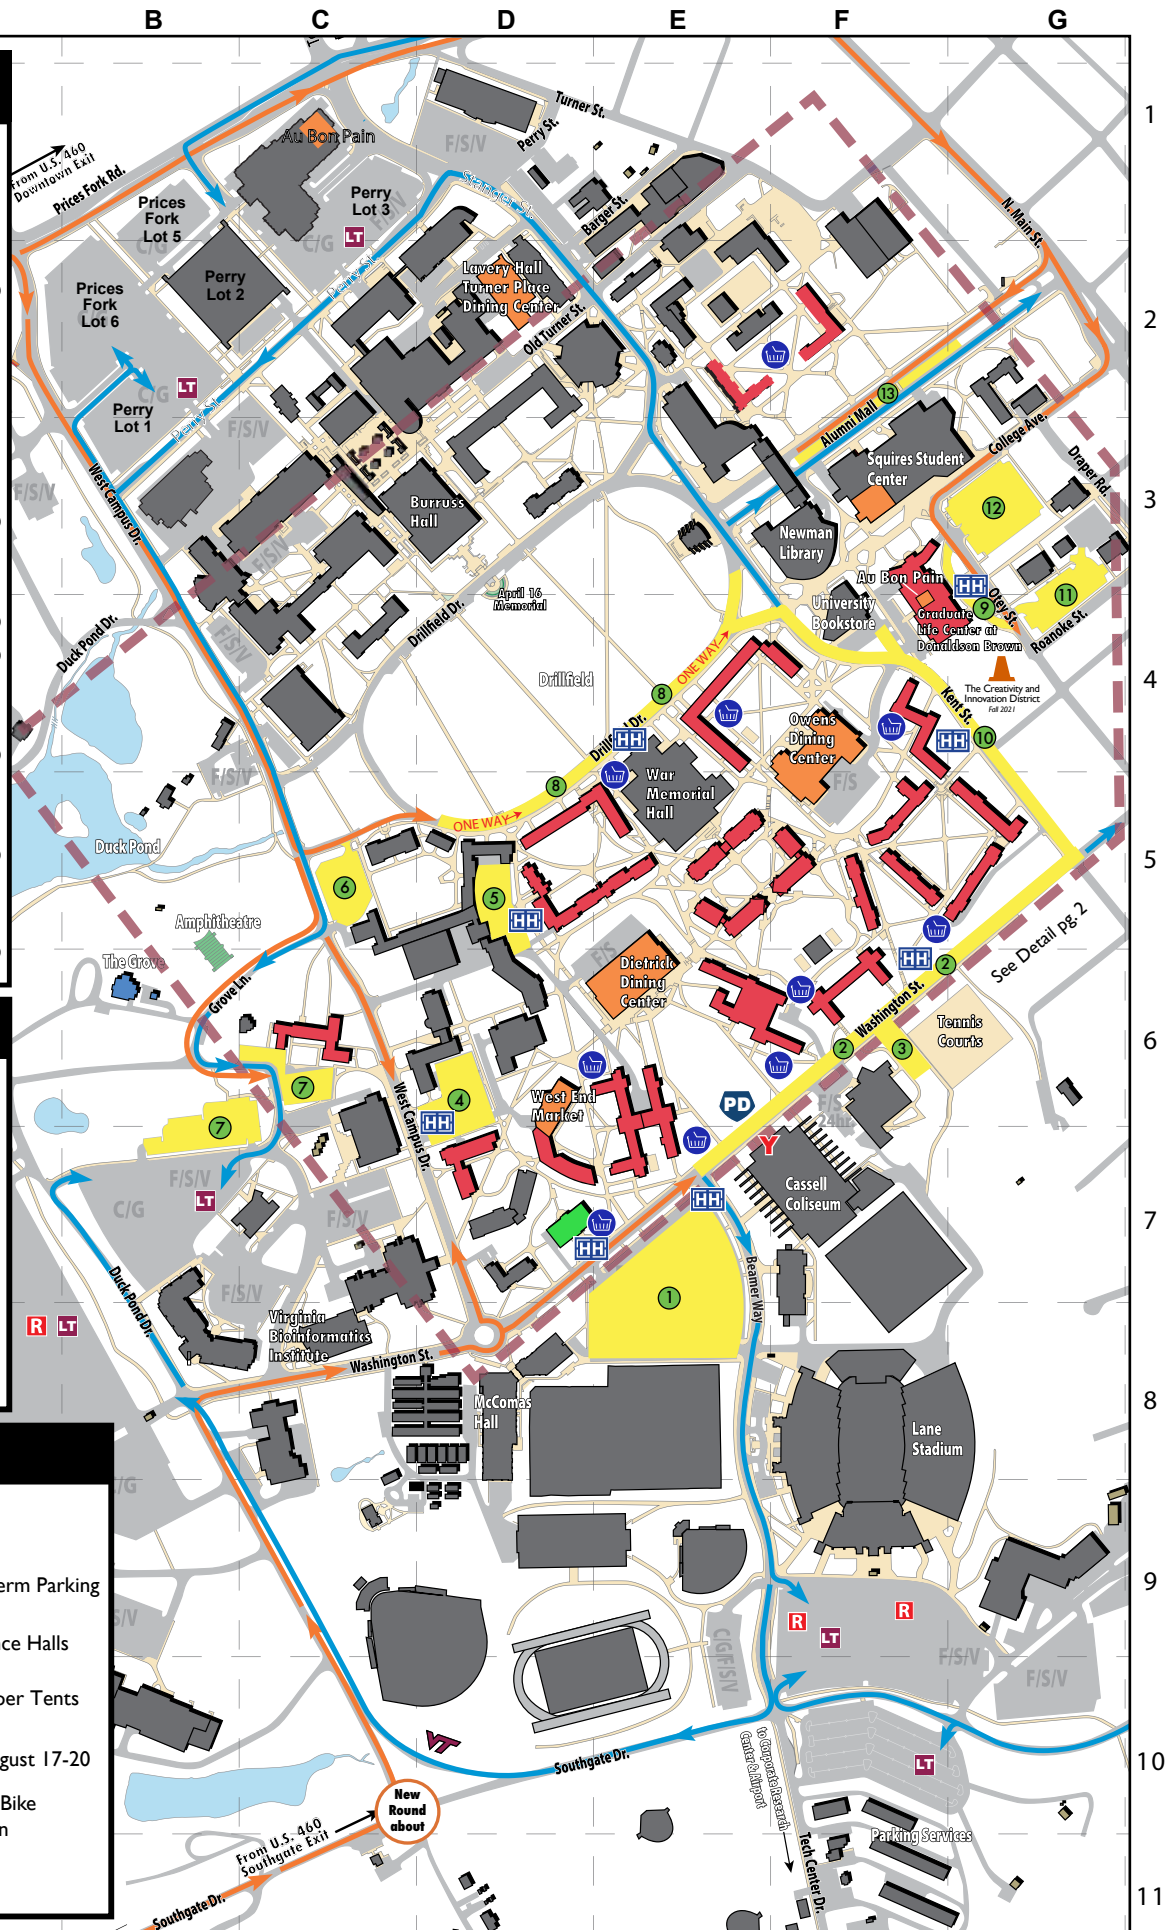 B C D E F G
1
Turner St.
Perry St.
Au Bon Pain
F/S/V
From U.S. 460
Downtown Exit
Prices Fork Rd.
Prices
Fork
Lot 5
C/G
Perry
Lot 3
F/S/V
C/G
LT
Stanger St.
Barger St.
N. Main St.
Perry
Lot 2
Perry St.
Lavery Hall
Turner Place
Dining Center
Old Turner St.
Prices
Fork
Lot 6
2
LT
C/G
Perry
Lot 1
Perry St.
F/S/V
13
Alumni Mall
College Ave.
Draper Rd.
Squires Student
Center
F/S/V
West Campus Dr.
Burruss
Hall
3
12
Newman
Library
F/S/V
April 16
Memorial
Au Bon Pain
HH
11
9
Otey St.
Roanoke St.
University
Bookstore
Graduate
Life Center at
Donaldson Brown
Duck Pond Dr.
F/S/V
Drillfield Dr.
ONE WAY
Drillfield
8
4
The Creativity and
Innovation District
Fall 2021
Kent St.
10
HH
Drillfield Dr.
HH
Owens
Dining
Center
F/S
F/S/V
8
War
Memorial
Hall
ONE WAY
Duck Pond
5
6
5
HH
Amphitheatre
The Grove
Grove Ln.
F/S
Dietrick
Dining
Center
HH
2
See Detail pg. 2
Washington St.
Tennis
Courts
2
3
6
7
7
4
HH
West Campus Dr.
West End
Market
PD
F/S
24hr
Y
Cassell
Coliseum
F/S/V
LT
C/G
F/S/V
HH
HH
7
Duck Pond Dr.
F/S/V
1
Beamer Way
R LT
Virginia
Bioinformatics
Institute
Washington St.
McComas
Hall
8
Lane
Stadium
C/G
9
erm Parking
S/V
ce Halls
R
R
LT
C/G/F/S/V
F/S/V
F/S/V
per Tents
VT
gust 17-20
Southgate Dr.
to Corporate Research
Center & Airport
LT
10
Bike
n
New
Round
about
From U.S. 460
Southgate Exit
Parking Services
Tech Center Dr.
Southgate Dr.
11